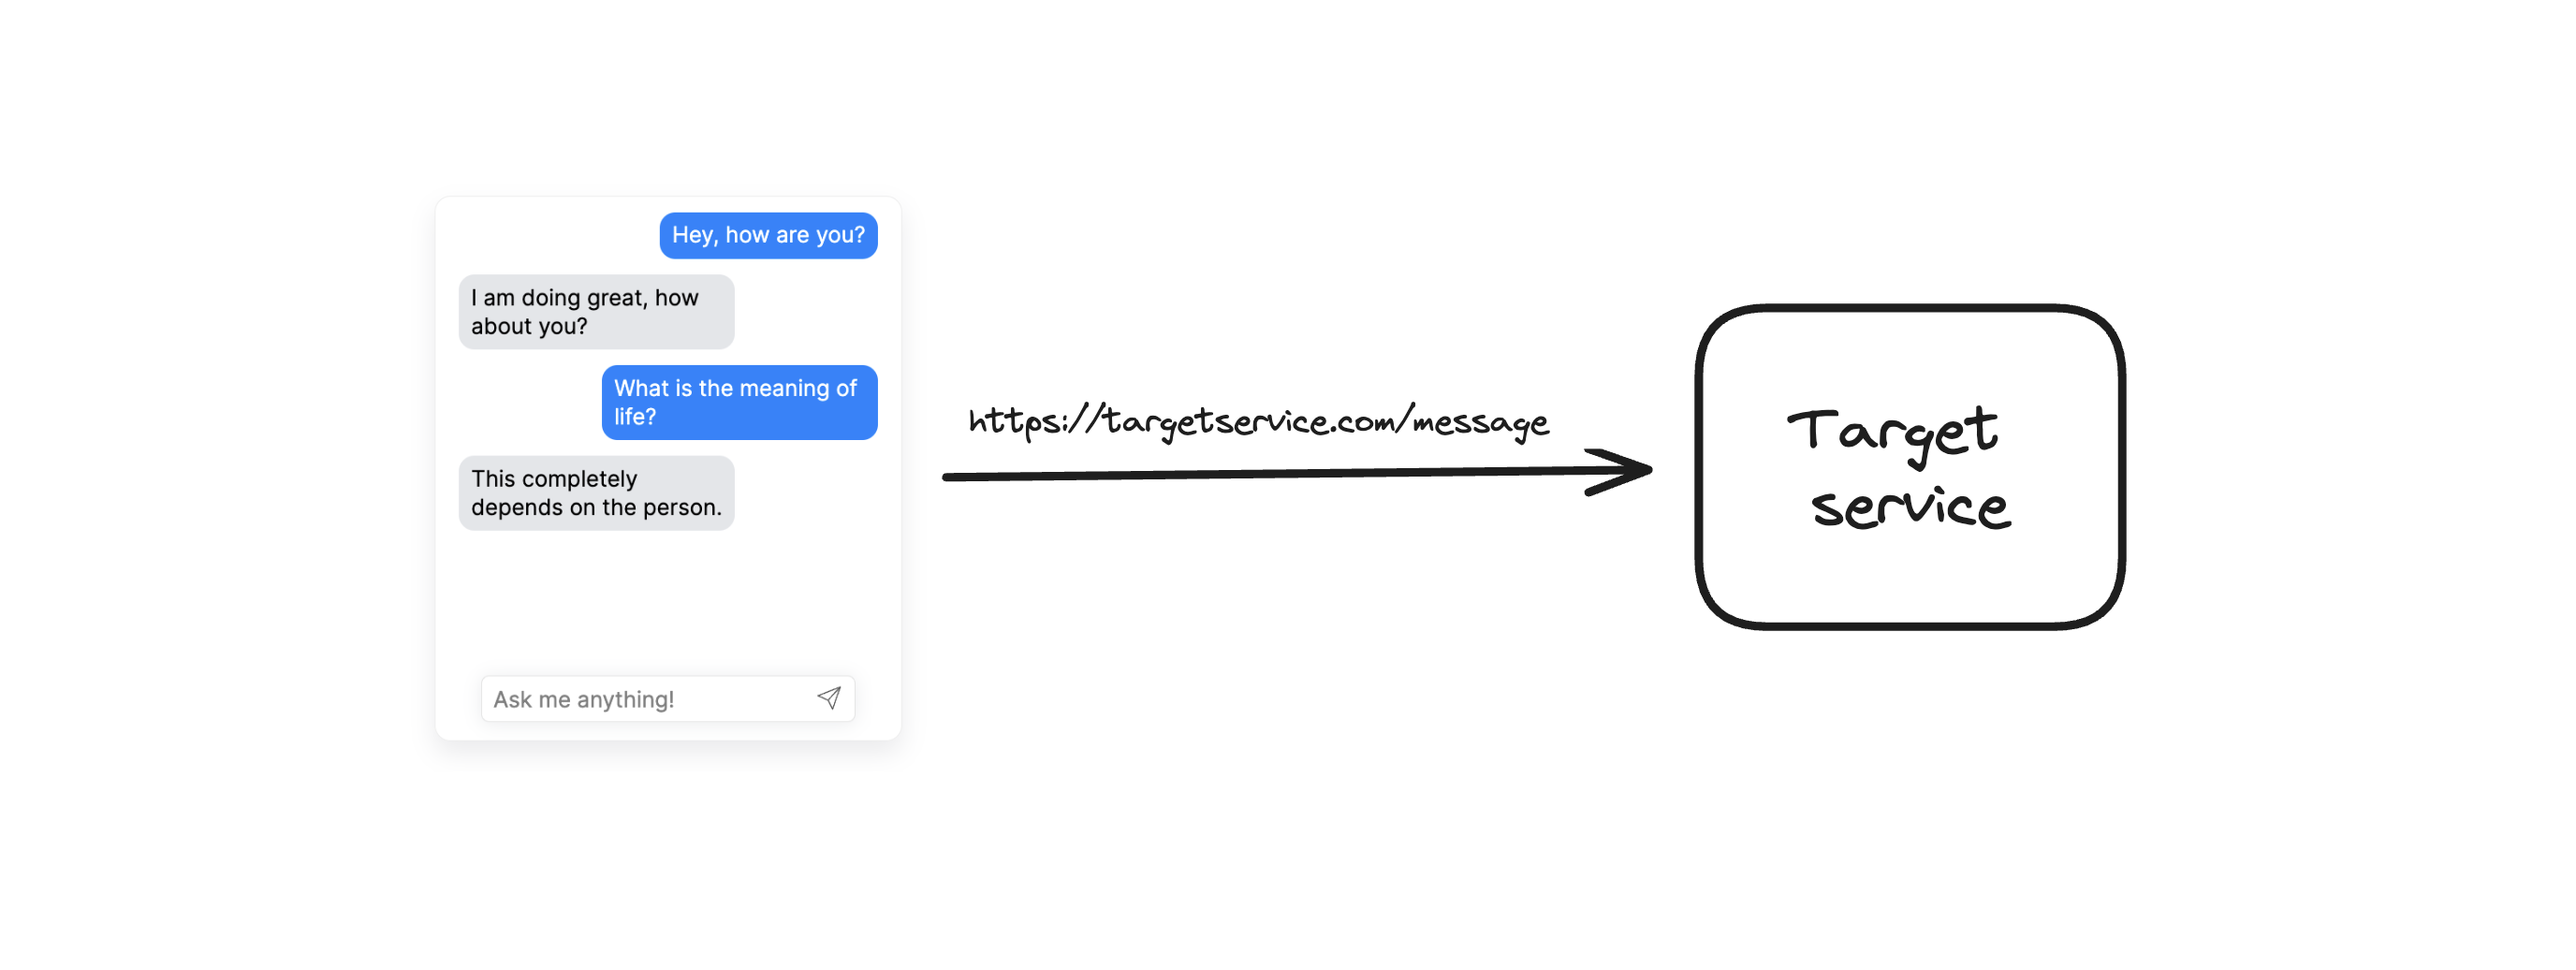 Hey, how are you?
I am doing great, how
about you?
What is the meaning of
life?
This completely
depends on the person.
Ask me anything!
https://targetservice.com/message
Target
service